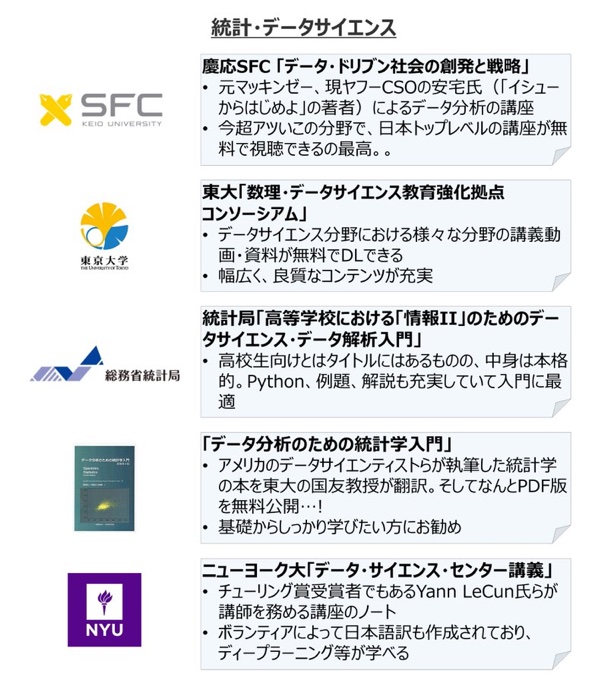 統計・データサイエンス
SFC
KEIO UNIVERSITY
慶応SFC「データ・ドリブン社会の創発と戦略」
• 元マッキンゼー、現ヤフーCSOの安宅氏（「イシュー
からはじめよ」の著者）によるデータ分析の講座
• 今超アツいこの分野で、日本トップレベルの講座が無
料で視聴できるの最高。。
東京大学
THE UNIVERSITY OF TOKYO
東大「数理・データサイエンス教育強化拠点
コンソーシアム」
• データサイエンス分野における様々な分野の講義動
画・資料が無料でDLできる
• 幅広く、良質なコンテンツが充実
総務省統計局
統計局「高等学校における「情報II」のためのデー
タサイエンス・データ解析入門」
• 高校生向けとはタイトルにはあるものの、中身は本格
的。Python、例題、解説も充実していて入門に最
適
データ分析のための統計学入門
「データ分析のための統計学入門」
• アメリカのデータサイエンティストらが執筆した統計学
の本を東大の国友教授が翻訳。そしてなんとPDF版
を無料公開…!
• 基礎からしっかり学びたい方にお勧め
NYU
ニューヨーク大「データ・サイエンス・センター講義」
• チューリング賞受賞者でもあるYann LeCun氏らが
講師を務める講座のノート
• ボランティアによって日本語訳も作成されており、
ディープラーニング等が学べる